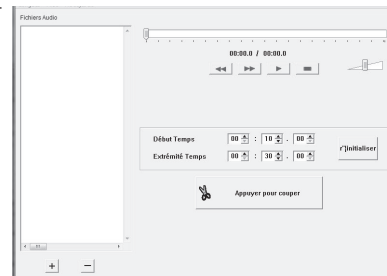 Fichiers Audio
00:00.0 / 00:00.0
Début Temps 00 : 10 . 00
Extrémité Temps 00 : 30 . 00
r˜]initialiser
Appuyer pour couper